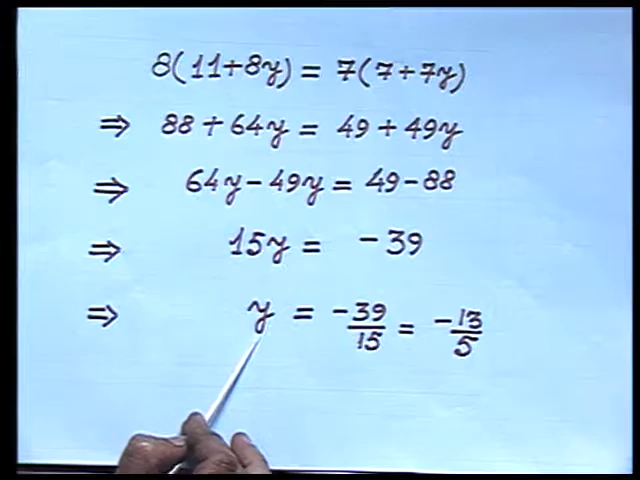 8(11+8y) = 7(7+7y)
⇒ 88+64y = 49+49y
⇒ 64y-49y = 49-88
⇒ 15y = -39
⇒ y = -39/15 = -13/5